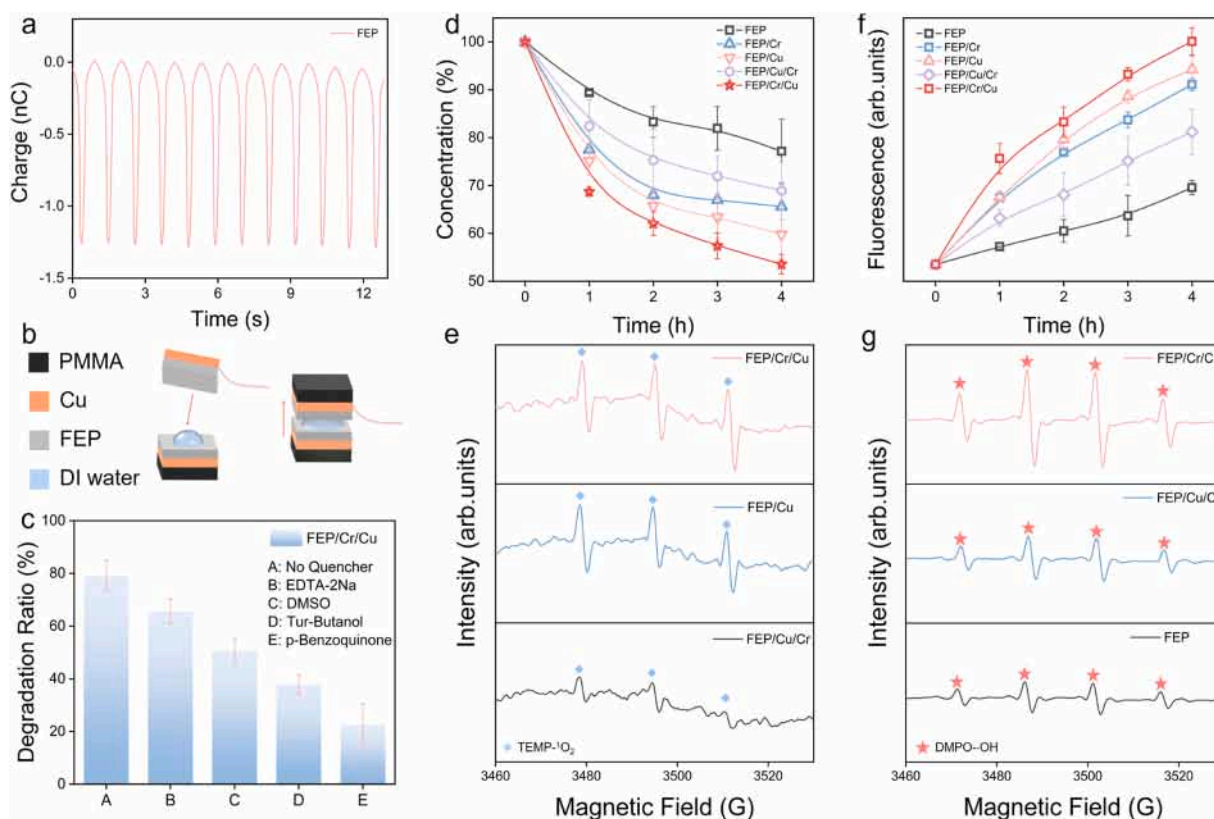 a
FEP
Charge (nC)
0.0
-0.5
-1.0
-1.5
0
3
6
9
12
Time (s)
b
PMMA
Cu
FEP
DI water
c
Degradation Ratio (%)
100
80
60
40
20
0
FEP/Cr/Cu
A: No Quencher
B: EDTA-2Na
C: DMSO
D: Tur-Butanol
E: p-Benzoquinone
A
B
C
D
E
d
Concentration (%)
100
90
80
70
60
50
FEP
FEP/Cr
FEP/Cu
FEP/Cu/Cr
FEP/Cr/Cu
0
1
2
3
4
Time (h)
e
Intensity (arb.units)
FEP/Cr/Cu
FEP/Cu
FEP/Cu/Cr
TEMP-¹O₂
3460
3480
3500
3520
Magnetic Field (G)
f
Fluorescence (arb.units)
FEP
FEP/Cr
FEP/Cu
FEP/Cu/Cr
FEP/Cr/Cu
0
1
2
3
4
Time (h)
g
Intensity (arb.units)
FEP/Cr/C
FEP/Cu/C
FEP
DMPO-·OH
3460
3480
3500
3520
Magnetic Field (G)